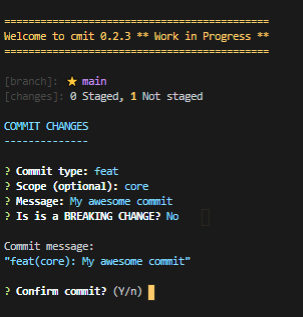 =========================================
Welcome to cmit 0.2.3 ** Work in Progress **
=========================================
[branch]: ★ main
[changes]: 0 Staged, 1 Not staged
COMMIT CHANGES
--------------
? Commit type: feat
? Scope (optional): core
? Message: My awesome commit
? Is is a BREAKING CHANGE? No
Commit message:
"feat(core): My awesome commit"
? Confirm commit? (Y/n)